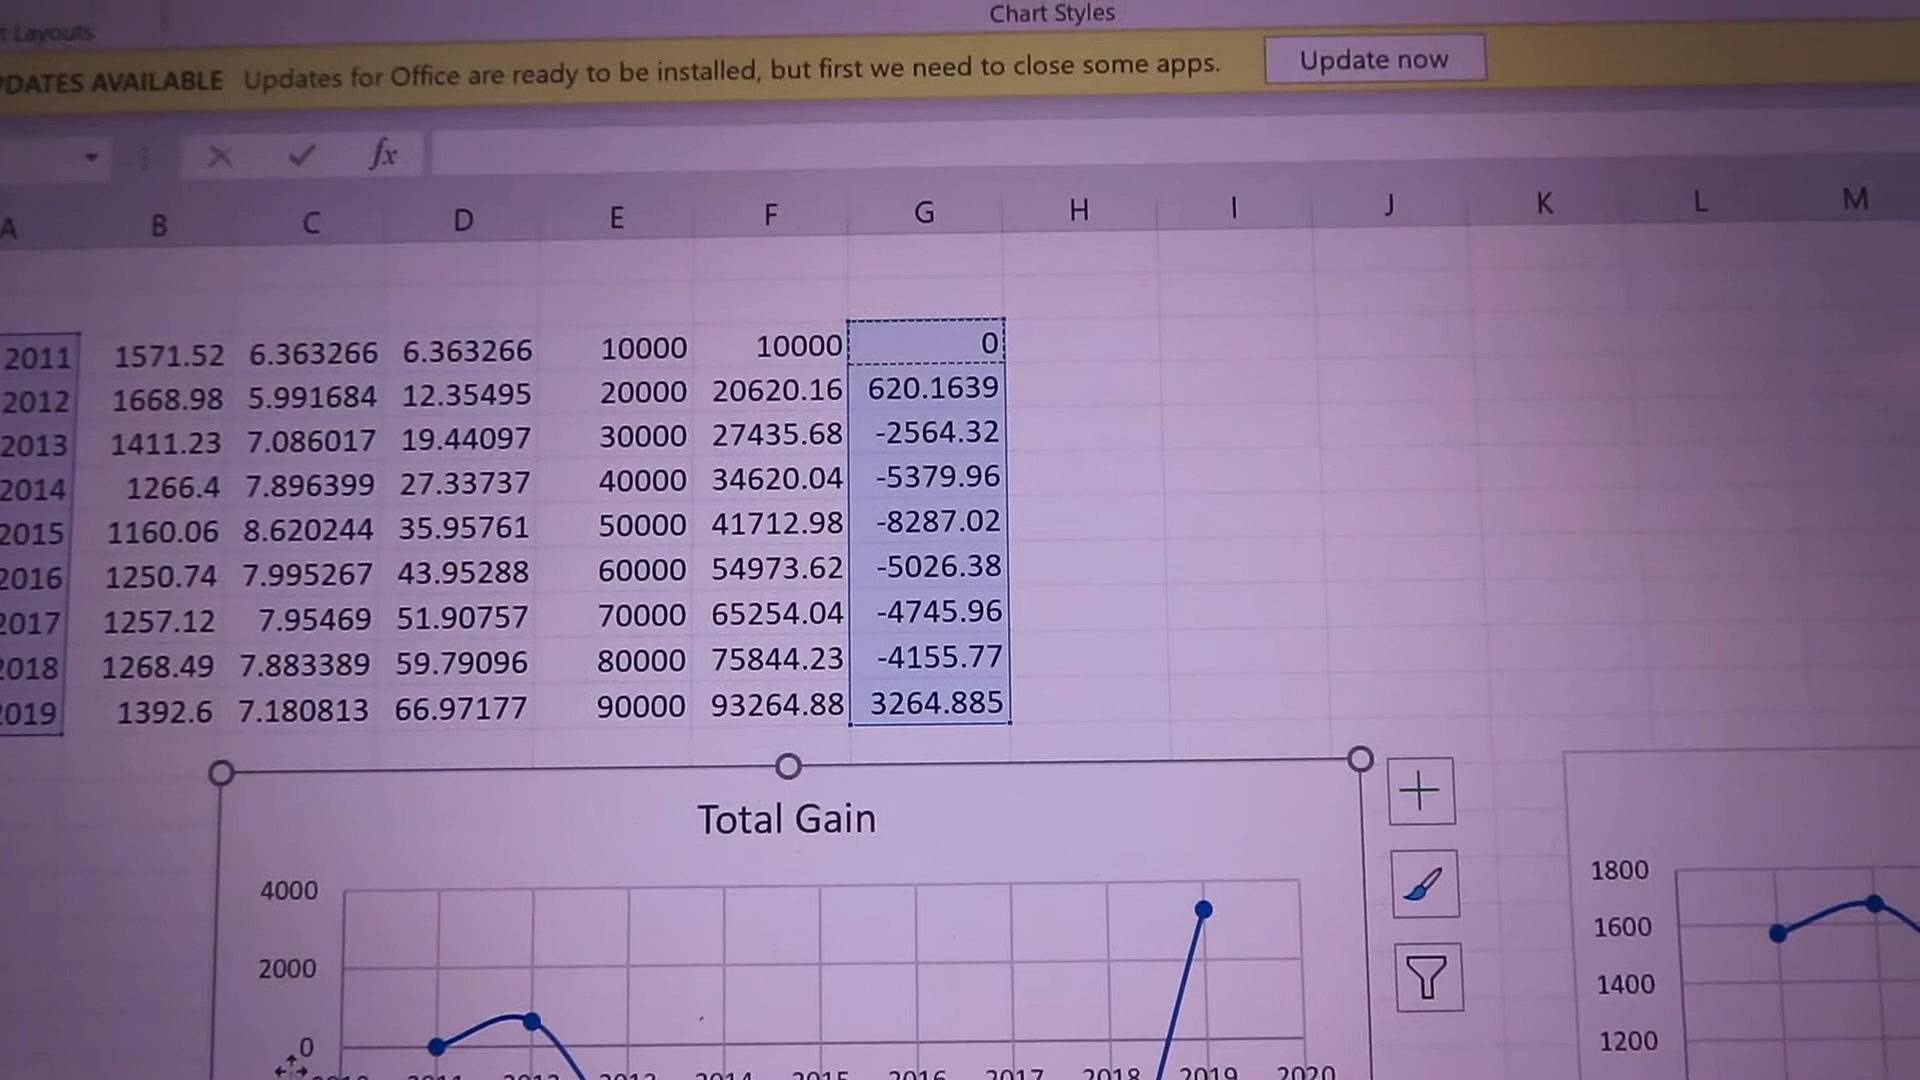 t Layouts
Chart Styles
PDATES AVAILABLE Updates for Office are ready to be installed, but first we need to close some apps. Update now
fx
A B C D E F G H I J K L M
2011 1571.52 6.363266 6.363266 10000 10000 0
2012 1668.98 5.991684 12.35495 20000 20620.16 620.1639
2013 1411.23 7.086017 19.44097 30000 27435.68 -2564.32
2014 1266.4 7.896399 27.33737 40000 34620.04 -5379.96
2015 1160.06 8.620244 35.95761 50000 41712.98 -8287.02
2016 1250.74 7.995267 43.95288 60000 54973.62 -5026.38
2017 1257.12 7.95469 51.90757 70000 65254.04 -4745.96
2018 1268.49 7.883389 59.79096 80000 75844.23 -4155.77
2019 1392.6 7.180813 66.97177 90000 93264.88 3264.885
Total Gain
4000
2000
0
2011 2012 2013 2014 2015 2016 2017 2018 2019 2020
1800
1600
1400
1200